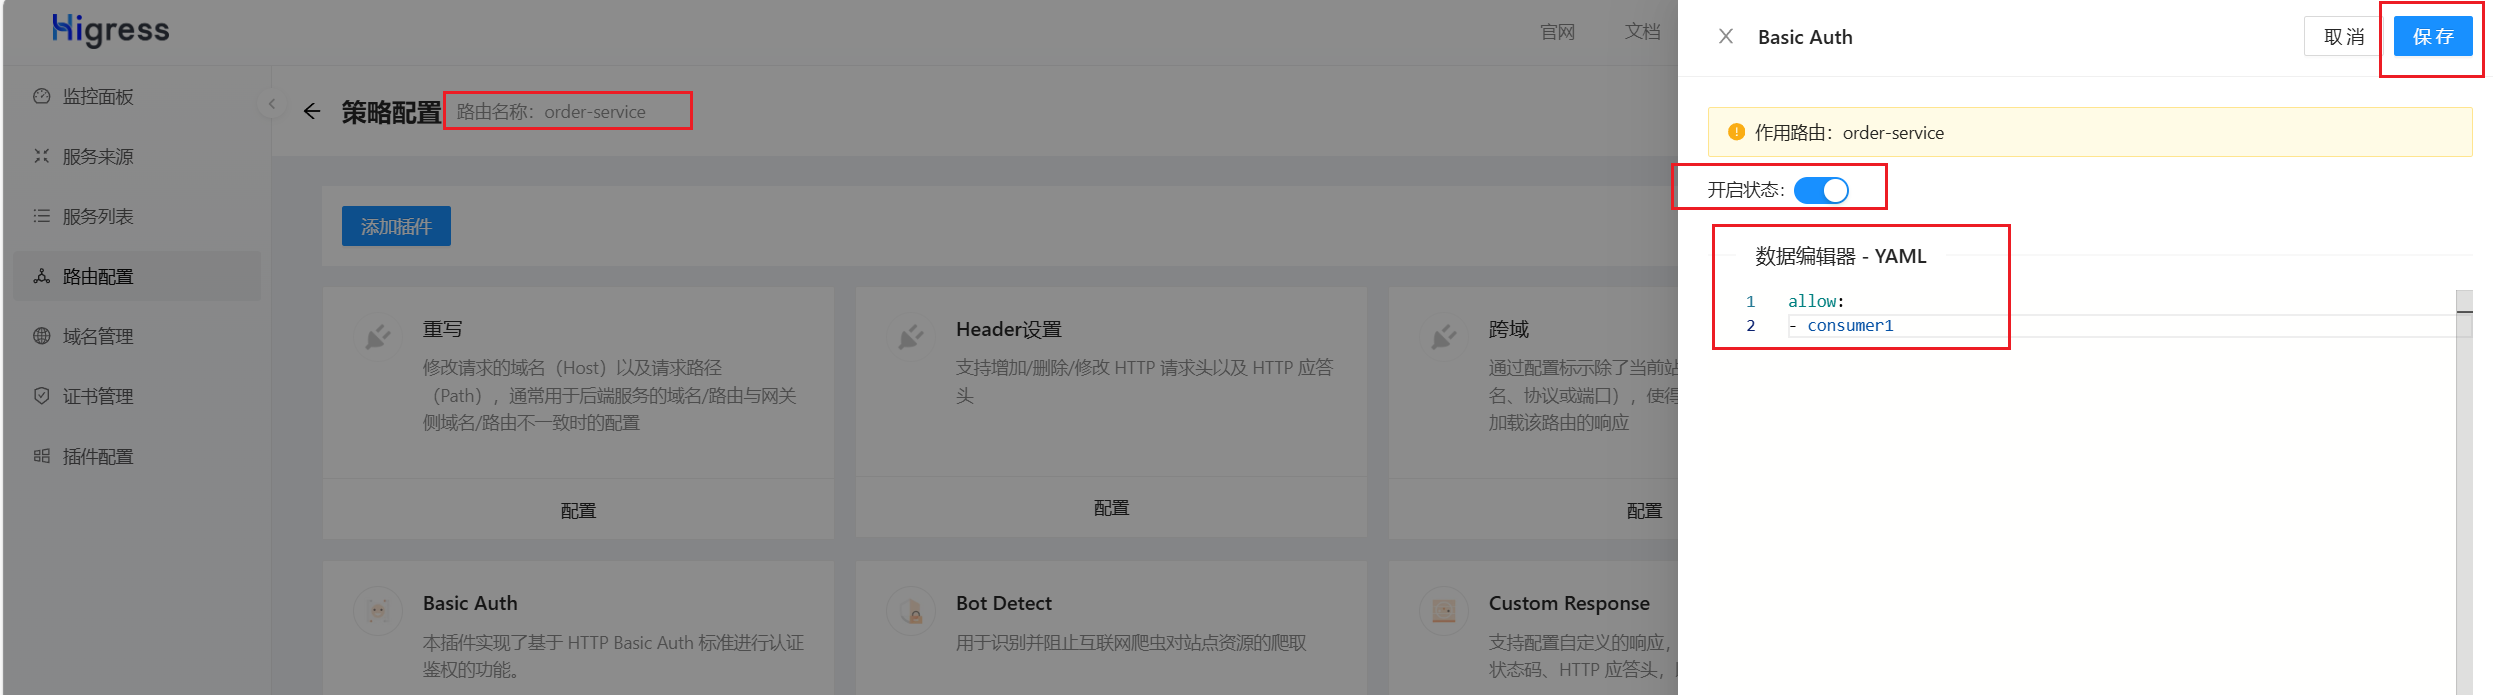 Higress
官网
文档
监控面板
服务来源
服务列表
路由配置
域名管理
证书管理
插件配置
策略配置
路由名称：order-service
添加插件
重写
修改请求的域名（Host）以及请求路径
（Path），通常用于后端服务的域名/路由与网关
侧域名/路由不一致时的配置
配置
Header设置
支持增加/删除/修改 HTTP 请求头以及 HTTP 应答
头
配置
跨域
通过配置标示除了当前站
名、协议或端口），使得
加载该路由的响应
配置
Basic Auth
本插件实现了基于 HTTP Basic Auth 标准进行认证
鉴权的功能。
Bot Detect
用于识别并阻止互联网爬虫对站点资源的爬取
Custom Response
支持配置自定义的响应，
状态码、HTTP 应答头，
Basic Auth
取 消
保 存
作用路由：order-service
开启状态：
数据编辑器 - YAML
1 allow:
2 - consumer1